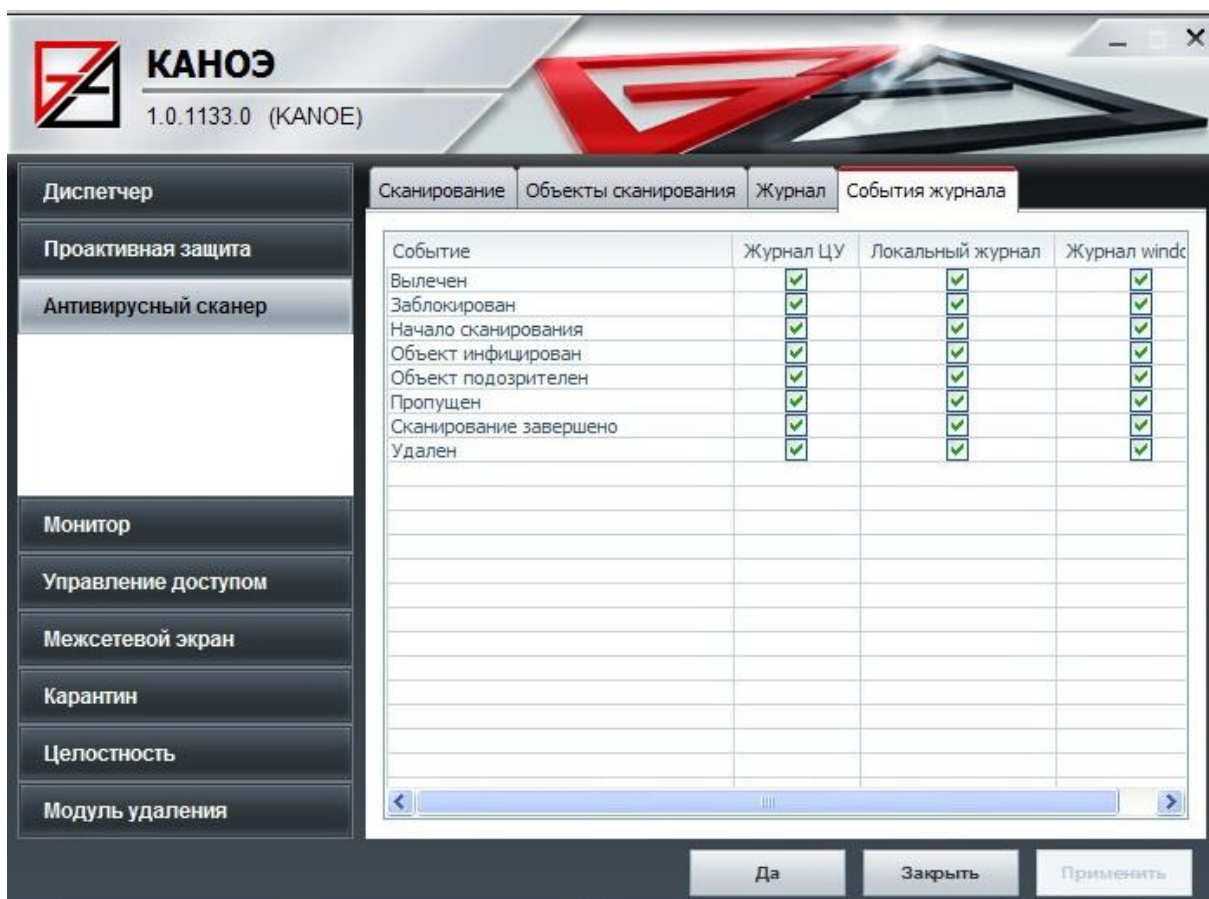 КАНОЭ
1.0.1133.0 (KANOE)
Диспетчер
Проактивная защита
Антивирусный сканер
Монитор
Управление доступом
Межсетевой экран
Карантин
Целостность
Модуль удаления
Сканирование Объекты сканирования Журнал События журнала
Событие Журнал ЦУ Локальный журнал Журнал windo
Вылечен
Заблокирован
Начало сканирования
Объект инфицирован
Объект подозрителен
Пропущен
Сканирование завершено
Удален
Да Закрыть Применить